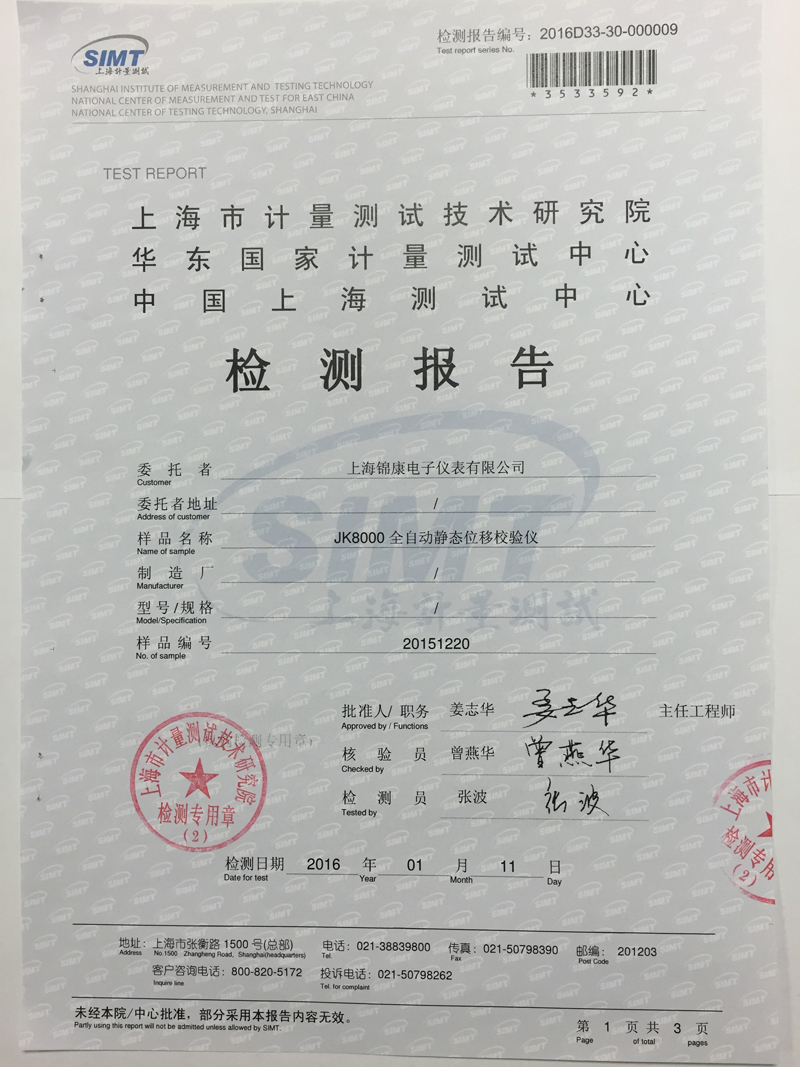 SIMT
上海计量测试
检测报告编号: 2016D33-30-000009
Test report series No.
*3533592*
SHANGHAI INSTITUTE OF MEASUREMENT AND TESTING TECHNOLOGY
NATIONAL CENTER OF MEASUREMENT AND TEST FOR EAST CHINA
NATIONAL CENTER OF TESTING TECHNOLOGY, SHANGHAI
TEST REPORT
上海市计量测试技术研究院
华东国家计量测试中心
中国上海测试中心
检测报告
委托者 上海锦康电子仪表有限公司
Customer
委托者地址 /
Address of customer
样品名称 JK8000 全自动静态位移校验仪
Name of sample
制造厂 /
Manufacturer
型号/规格 /
Model/Specification
样品编号 20151220
No. of sample
SIMT
上海计量测试
批准人/职务 姜志华 姜志华 主任工程师
Approved by / Functions
核验员 曾燕华 曾燕华
Checked by
检测员 张波 张波
Tested by
上海市计量测试技术研究院
检测专用章
(2)
检测专用章
(2)
检测日期 2016 年 01 月 11 日
Date for test Year Month Day
地址: 上海市张衡路 1500 号(总部) 电话: 021-38839800 传真: 021-50798390 邮编: 201203
Address No.1500 Zhangheng Road, Shanghai(headquarters) Tel. Fax Post Code
客户咨询电话: 800-820-5172 投诉电话: 021-50798262
Inquire line Tel. for complaint
未经本院/中心批准，部分采用本报告内容无效。
Partly using this report will not be admitted unless allowed by SIMT.
第 1 页 共 3 页
Page of total pages